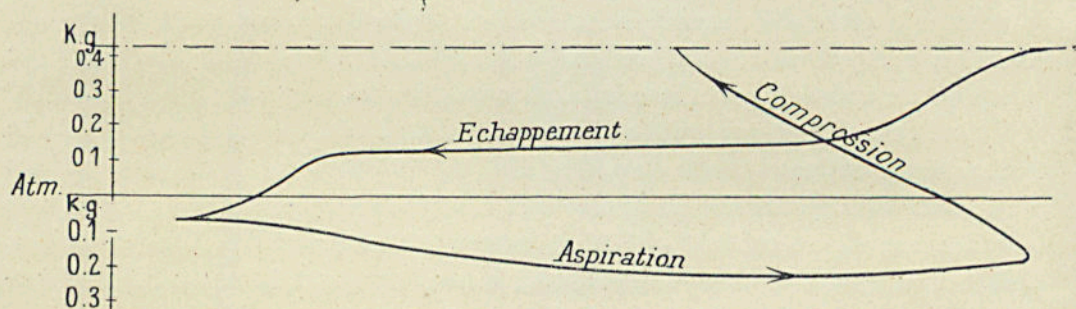 Kg
0.4
0.3
0.2
0.1
Atm.
Kg
0.1
0.2
0.3
Echappement
Compression
Aspiration